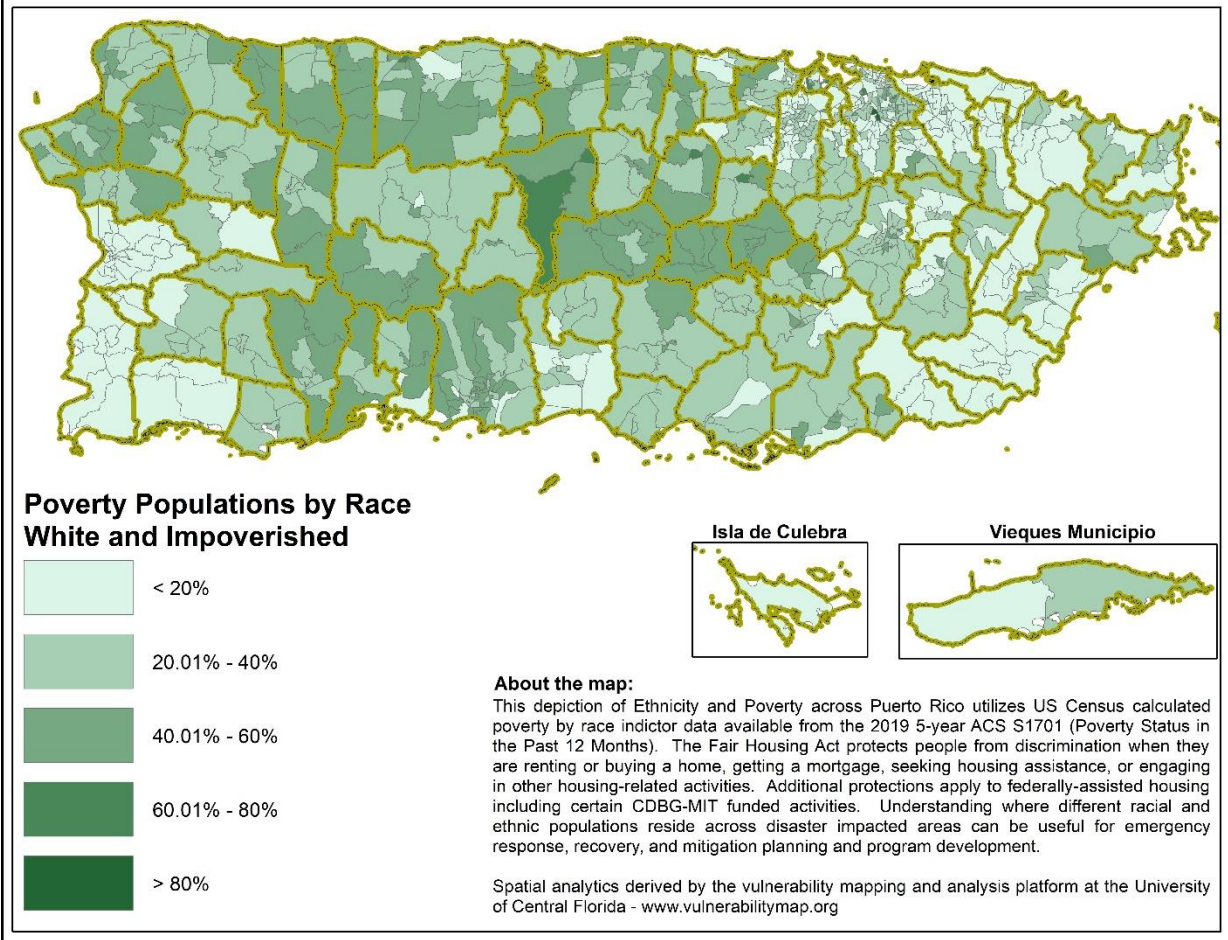 Poverty Populations by Race
White and Impoverished
< 20%
20.01% - 40%
40.01% - 60%
60.01% - 80%
> 80%
Isla de Culebra
Vieques Municipio
About the map:
This depiction of Ethnicity and Poverty across Puerto Rico utilizes US Census calculated
poverty by race indictor data available from the 2019 5-year ACS S1701 (Poverty Status in
the Past 12 Months). The Fair Housing Act protects people from discrimination when they
are renting or buying a home, getting a mortgage, seeking housing assistance, or engaging
in other housing-related activities. Additional protections apply to federally-assisted housing
including certain CDBG-MIT funded activities. Understanding where different racial and
ethnic populations reside across disaster impacted areas can be useful for emergency
response, recovery, and mitigation planning and program development.
Spatial analytics derived by the vulnerability mapping and analysis platform at the University
of Central Florida - www.vulnerabilitymap.org